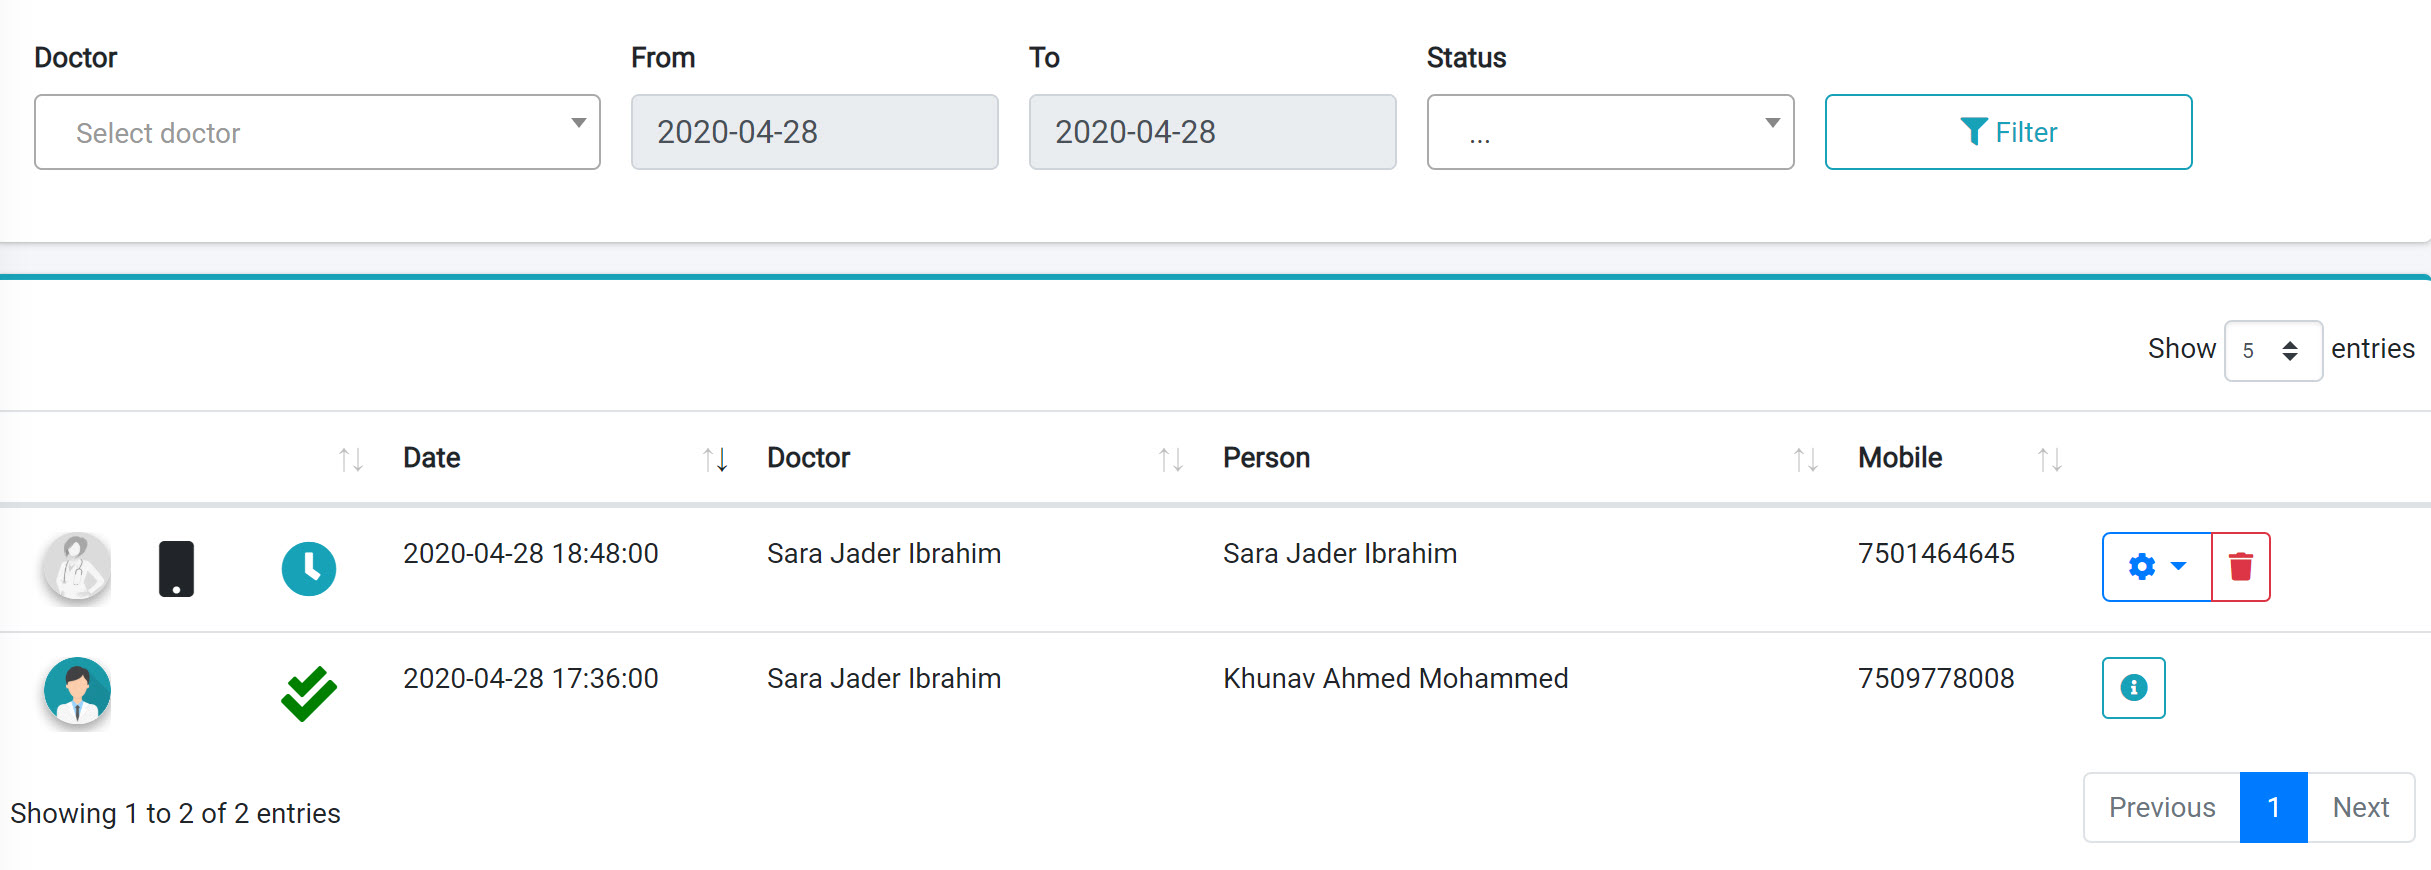 Doctor From To Status
Select doctor 2020-04-28 2020-04-28 ... Filter
Show 5 entries
Date Doctor Person Mobile
2020-04-28 18:48:00 Sara Jader Ibrahim Sara Jader Ibrahim 7501464645
2020-04-28 17:36:00 Sara Jader Ibrahim Khunav Ahmed Mohammed 7509778008
Showing 1 to 2 of 2 entries Previous 1 Next